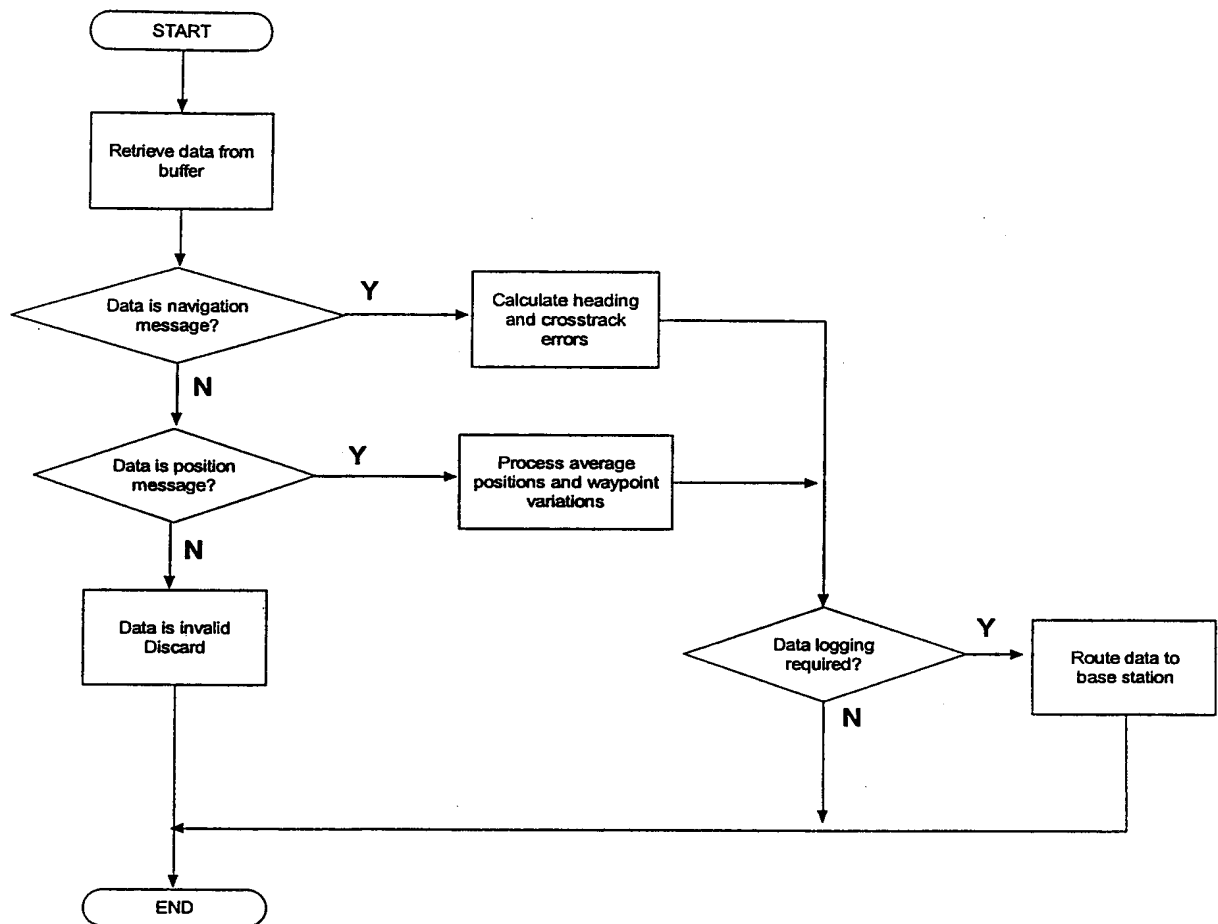 START
Retrieve data from
buffer
Data is navigation
message?
Y
Calculate heading
and crosstrack
errors
N
Data is position
message?
Y
Process average
positions and waypoint
variations
N
Data is invalid
Discard
Data logging
required?
Y
Route data to
base station
N
END